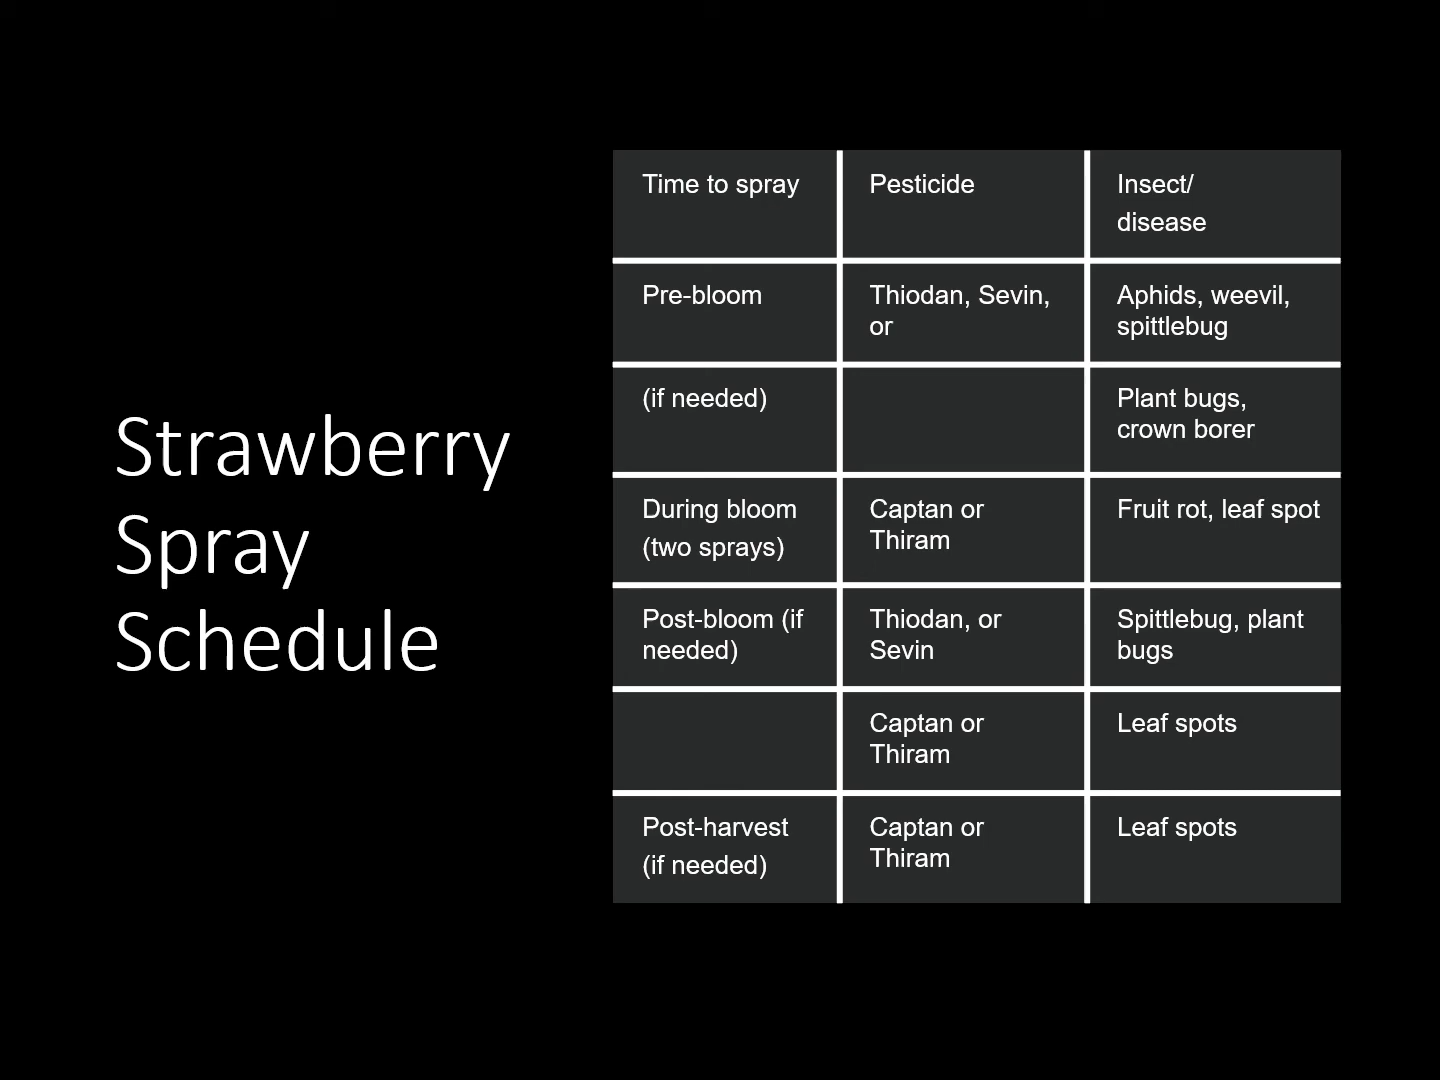 Strawberry
Spray
Schedule
Time to spray
Pesticide
Insect/
disease
Pre-bloom
Thiodan, Sevin,
or
Aphids, weevil,
spittlebug
(if needed)
Plant bugs,
crown borer
During bloom
(two sprays)
Captan or
Thiram
Fruit rot, leaf spot
Post-bloom (if
needed)
Thiodan, or
Sevin
Spittlebug, plant
bugs
Captan or
Thiram
Leaf spots
Post-harvest
(if needed)
Captan or
Thiram
Leaf spots